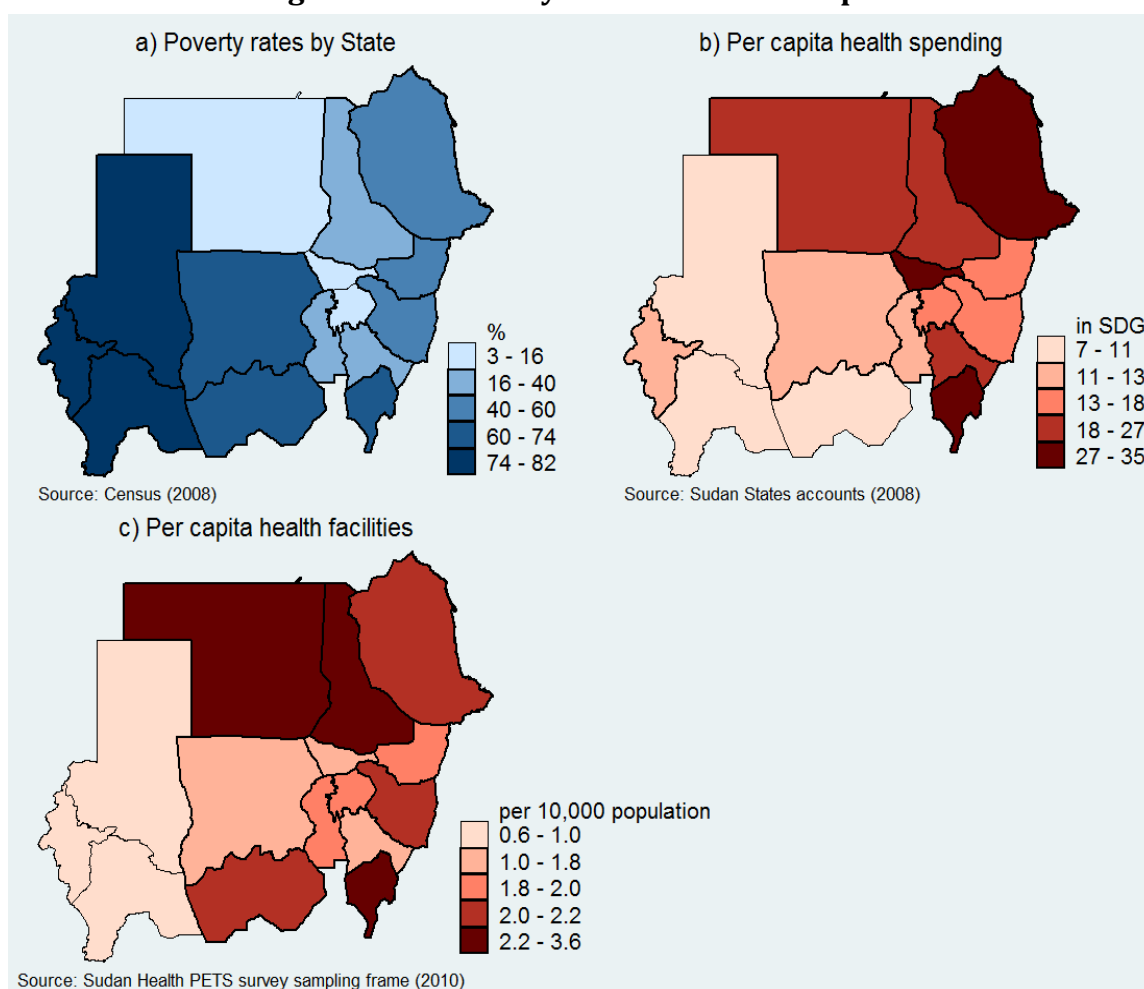 a) Poverty rates by State
%
3 - 16
16 - 40
40 - 60
60 - 74
74 - 82
Source: Census (2008)
b) Per capita health spending
in SDG
7 - 11
11 - 13
13 - 18
18 - 27
27 - 35
Source: Sudan States accounts (2008)
c) Per capita health facilities
per 10,000 population
0.6 - 1.0
1.0 - 1.8
1.8 - 2.0
2.0 - 2.2
2.2 - 3.6
Source: Sudan Health PETS survey sampling frame (2010)